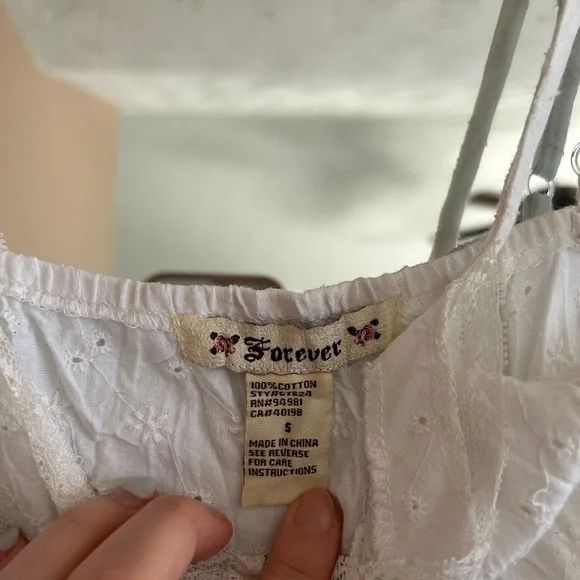 Forever
100% COTTON
RN#94981
CA#40198
S
MADE IN CHINA
SEE REVERSE
FOR CARE
INSTRUCTIONS